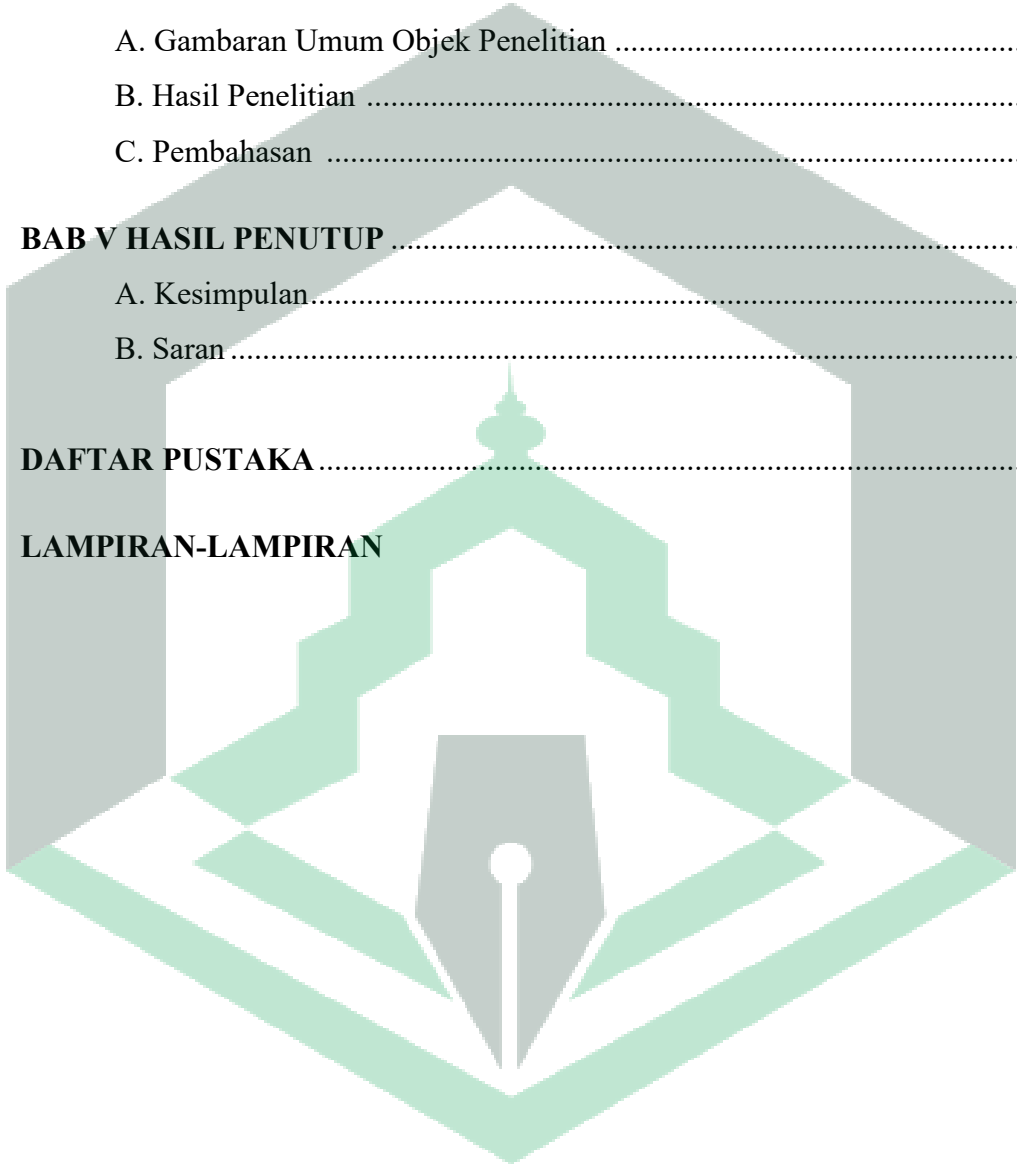 A. Gambaran Umum Objek Penelitian ....................................................
B. Hasil Penelitian ...................................................................................
C. Pembahasan ........................................................................................
BAB V HASIL PENUTUP ................................................................................
A. Kesimpulan ..........................................................................................
B. Saran ....................................................................................................
DAFTAR PUSTAKA ..........................................................................................
LAMPIRAN-LAMPIRAN